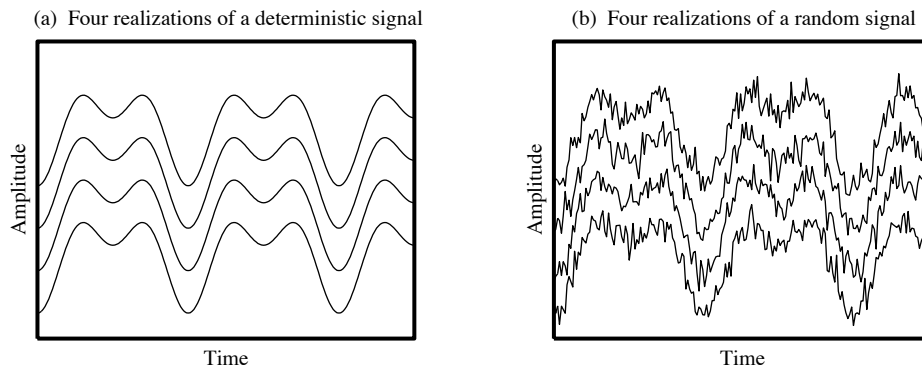 (a) Four realizations of a deterministic signal
Amplitude
Time
(b) Four realizations of a random signal
Amplitude
Time